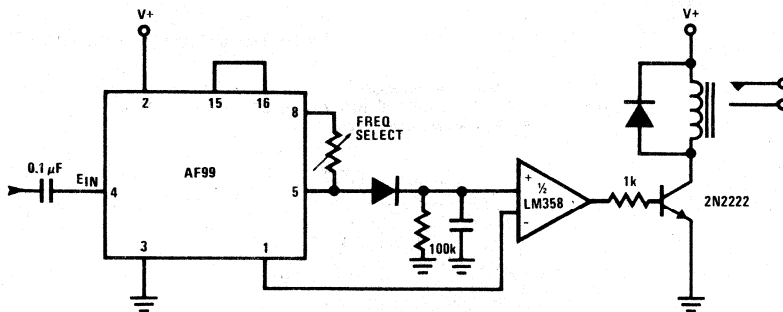 V+
V+
2
15
16
8
FREQ
SELECT
0.1 µF
EIN
4
AF99
5
+
½
LM358
-
1k
2N2222
100k
3
1